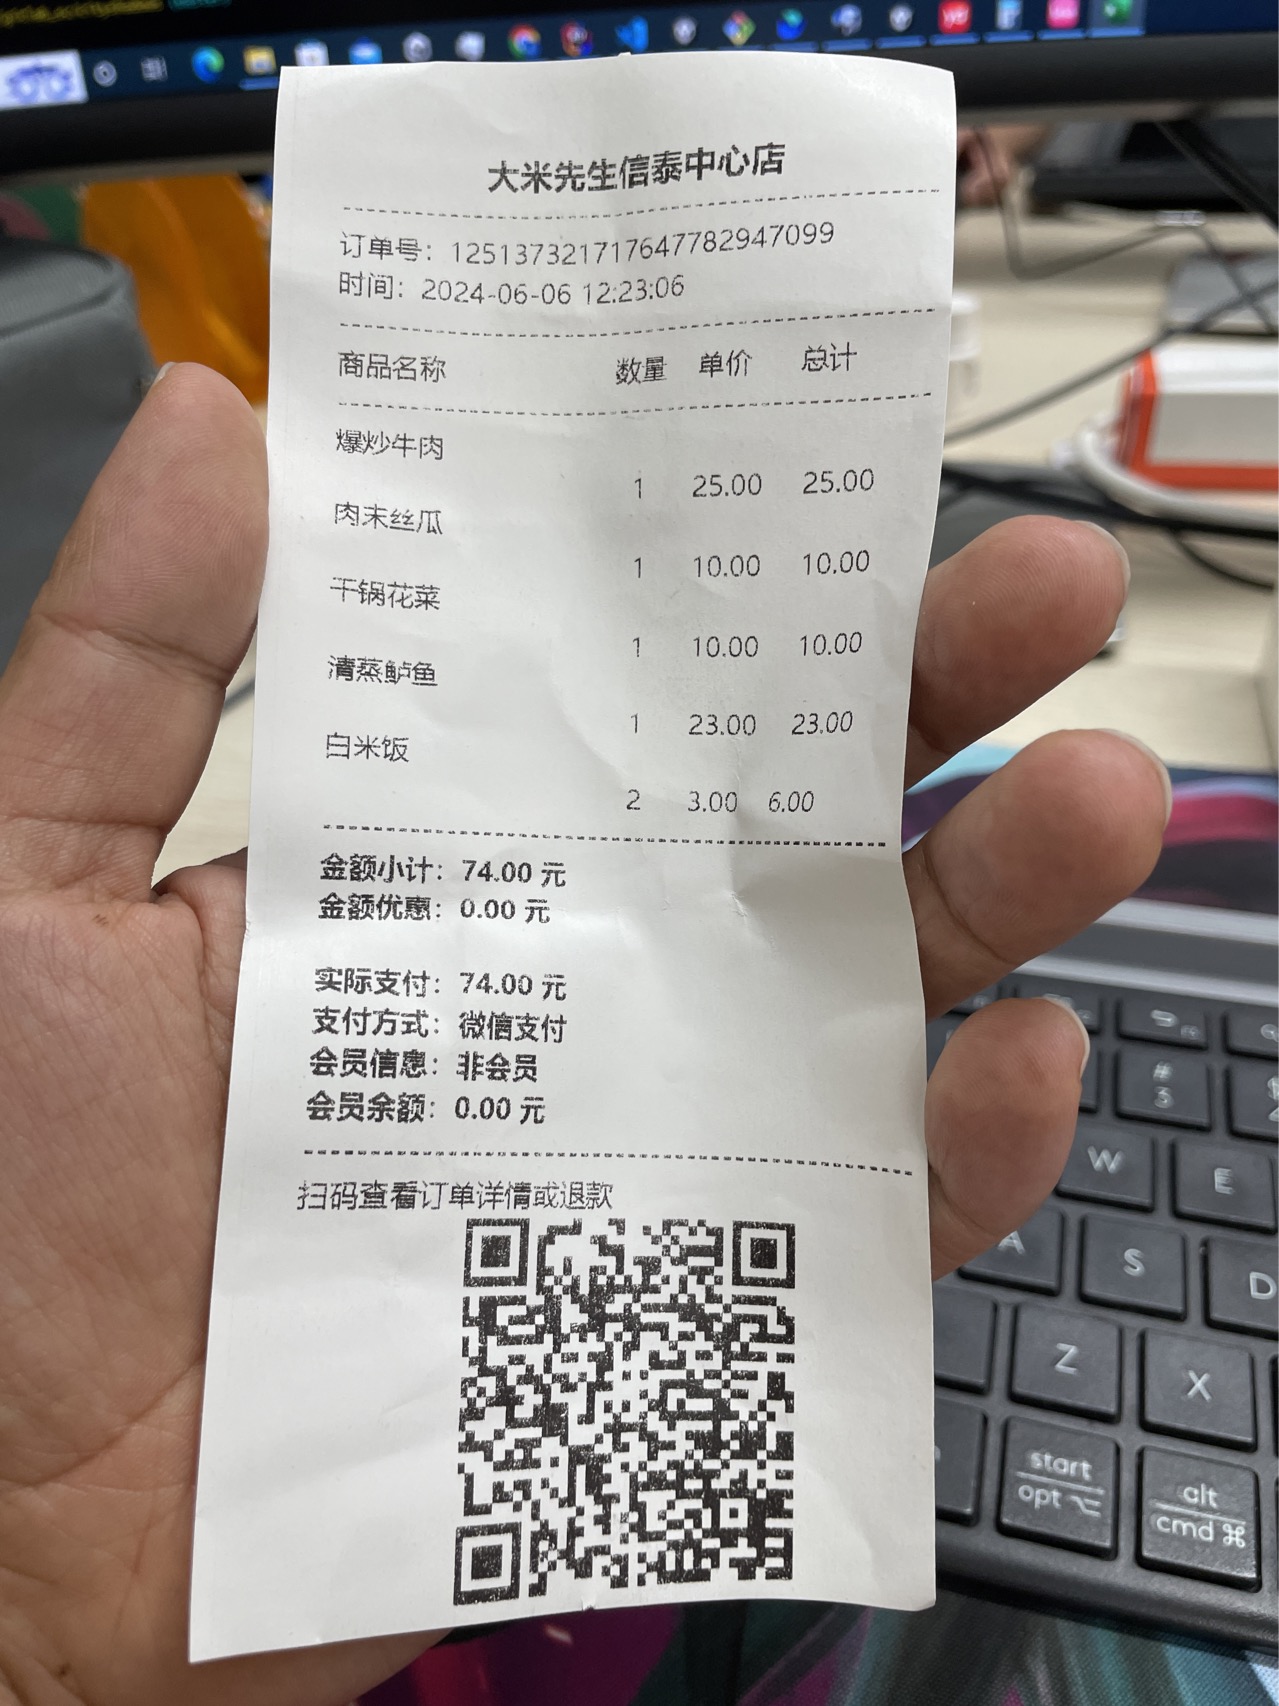 大米先生信泰中心店
订单号：12513732171764778294​7099
时间：2024-06-06 12:23:06
商品名称 数量 单价 总计
爆炒牛肉
1 25.00 25.00
肉末丝瓜
1 10.00 10.00
干锅花菜
1 10.00 10.00
清蒸鲈鱼
1 23.00 23.00
白米饭
2 3.00 6.00
金额小计：74.00 元
金额优惠：0.00 元
实际支付：74.00 元
支付方式：微信支付
会员信息：非会员
会员余额：0.00 元
扫码查看订单详情或退款
#
3
W
E
A
S
D
Z
X
start
opt
alt
cmd ⌘